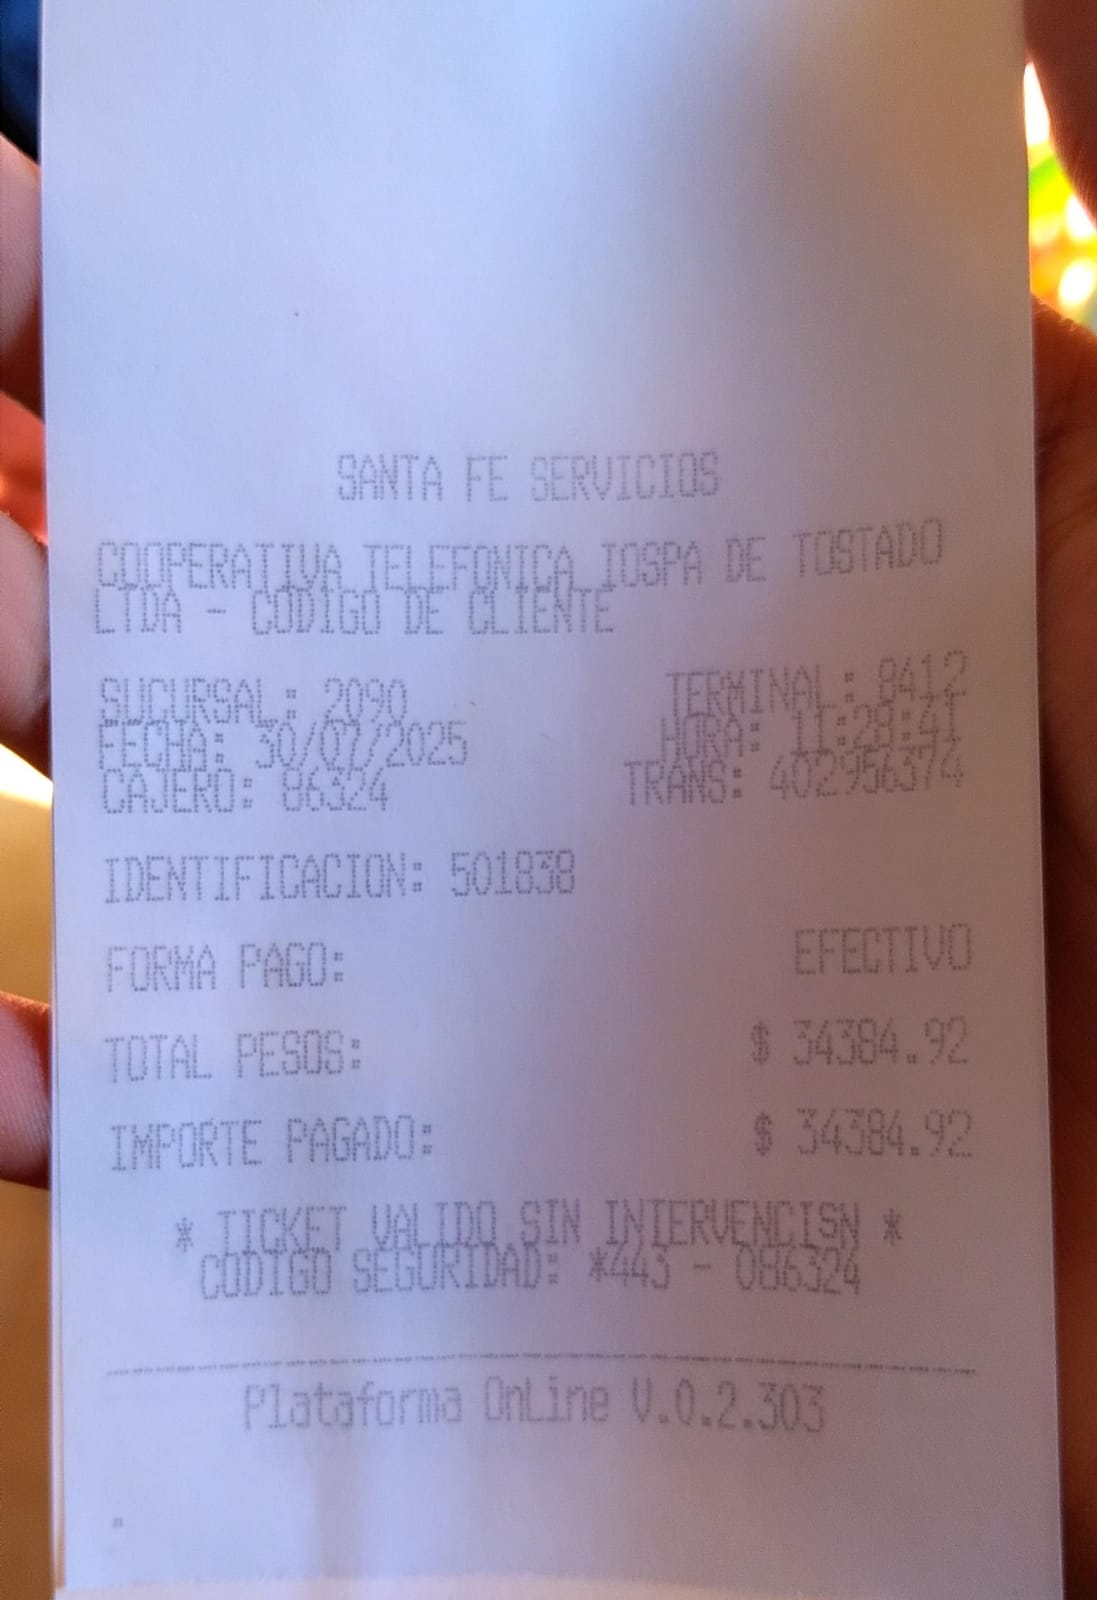 SANTA FE SERVICIOS
COOPERATIVA TELEFONICA IOSPA DE TOSTADO
LTDA - CODIGO DE CLIENTE
SUCURSAL: 2090 TERMINAL: 8412
FECHA: 30/07/2025 HORA: 11:28:41
CAJERO: 86324 TRANS: 402956374
IDENTIFICACION: 501838
FORMA PAGO: EFECTIVO
TOTAL PESOS: $ 34384.92
IMPORTE PAGADO: $ 34384.92
* TICKET VALIDO SIN INTERVENCISN *
CODIGO SEGURIDAD: *443 - 086324
Plataforma OnLine V.0.2.303